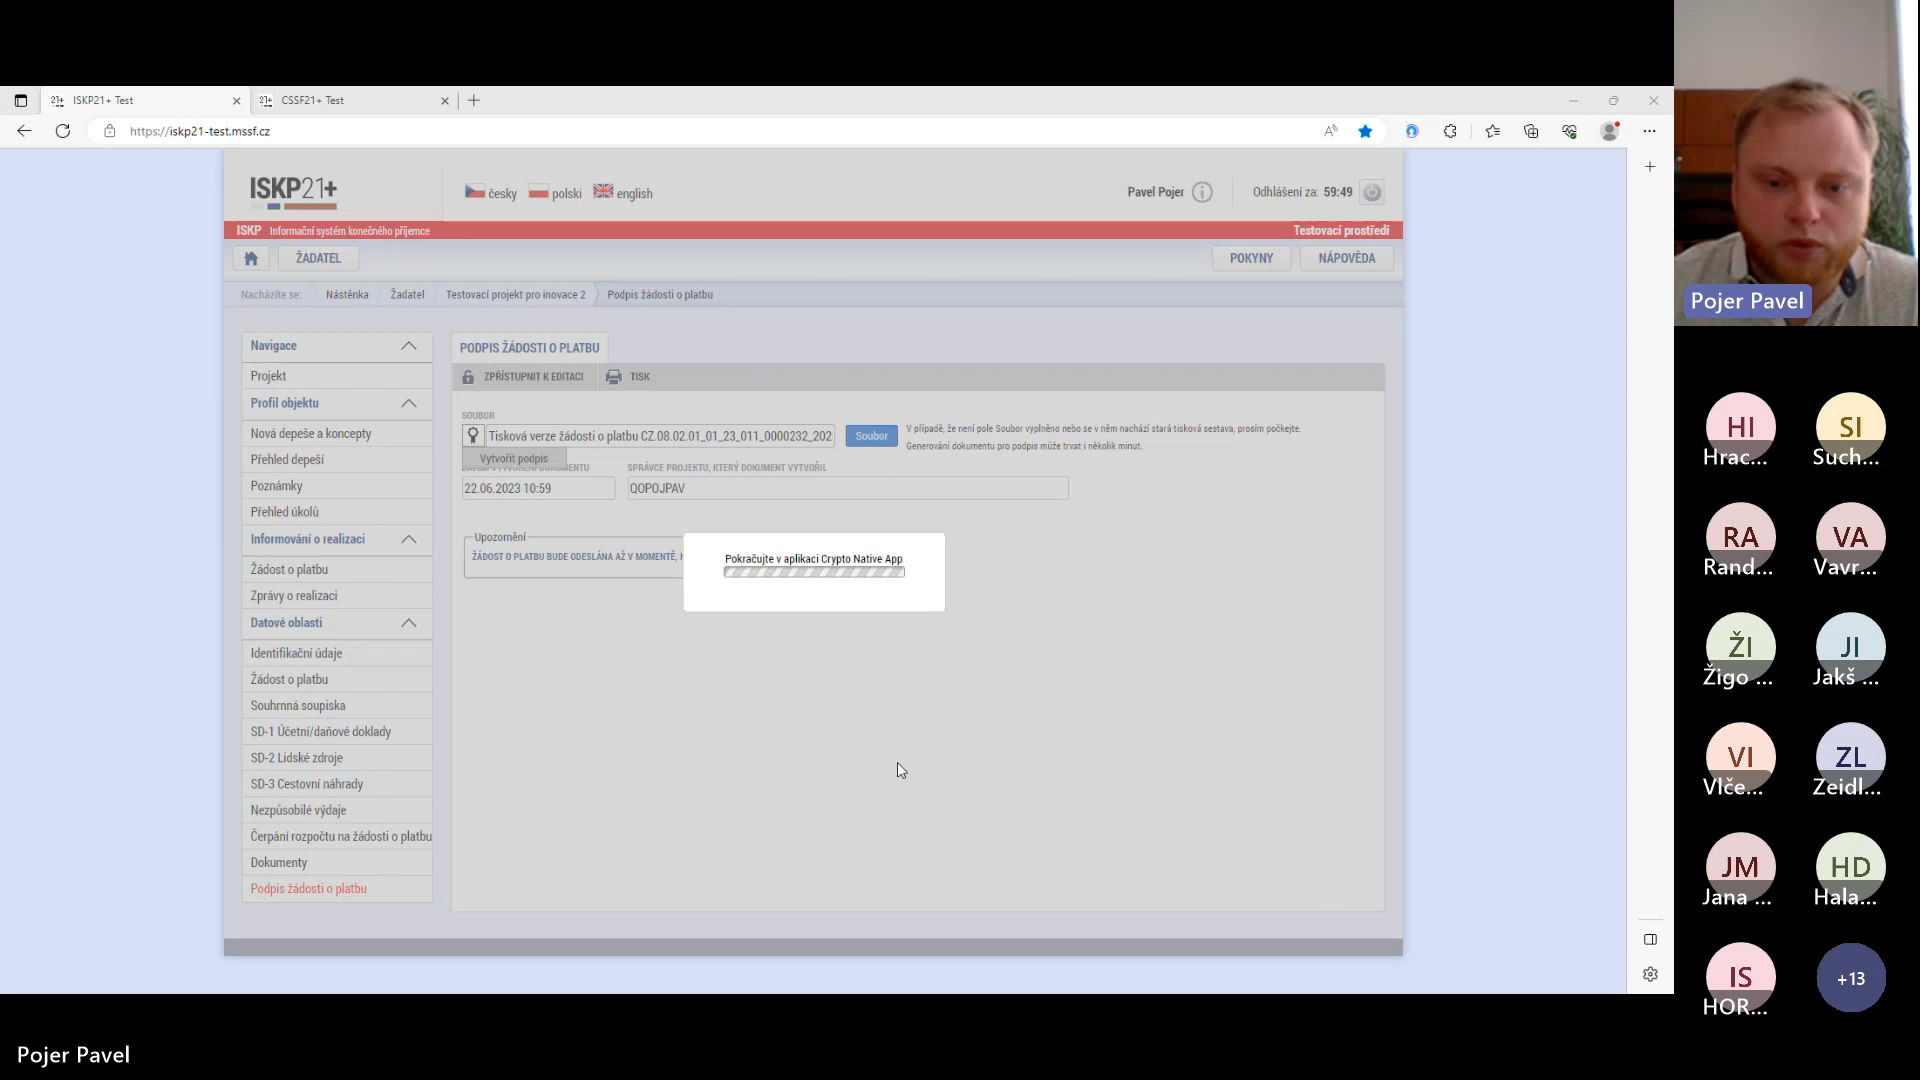 ISKP21+ Test
CSSF21+ Test
https://iskp21-test.mssf.cz
ISKP21+
česky
polski
english
Pavel Pojer
Odhlášení za: 59:49
ISKP Informační systém konečného příjemce
Testovací prostředí
ŽADATEL
POKYNY
NÁPOVĚDA
Nacházíte se: Nástěnka Žadatel Testovací projekt pro inovace 2 Podpis žádosti o platbu
Navigace
Projekt
Profil objektu
Nová depeše a koncepty
Přehled depeší
Poznámky
Přehled úkolů
Informování o realizaci
Žádost o platbu
Zprávy o realizaci
Datové oblasti
Identifikační údaje
Žádost o platbu
Souhrnná soupiska
SD-1 Účetní/daňové doklady
SD-2 Lidské zdroje
SD-3 Cestovní náhrady
Nezpůsobilé výdaje
Čerpání rozpočtu na žádosti o platbu
Dokumenty
Podpis žádosti o platbu
PODPIS ŽÁDOSTI O PLATBU
ZPŘÍSTUPNIT K EDITACI
TISK
SOUBOR
Tisková verze žádosti o platbu CZ.08.02.01_01_23_011_0000232_202
Soubor
V případě, že není pole Soubor vyplněno nebo se v něm nachází stará tisková sestava, prosím počkejte.
Generování dokumentu pro podpis může trvat i několik minut.
Vytvořit podpis
SPRÁVCE PROJEKTU, KTERÝ DOKUMENT VYTVOŘIL
22.06.2023 10:59
QOPOJPAV
Upozornění
ŽÁDOST O PLATBU BUDE ODESLÁNA AŽ V MOMENTĚ,
Pokračujte v aplikaci Crypto Native App
Pojer Pavel
HI
Hrac...
SI
Such...
RA
Rand...
VA
Vavr...
ŽI
Žigo ...
JI
Jakš ...
VI
Vlče...
ZL
Zeidl...
JM
Jana ...
HD
Hala...
IS
HOR...
+13
Pojer Pavel